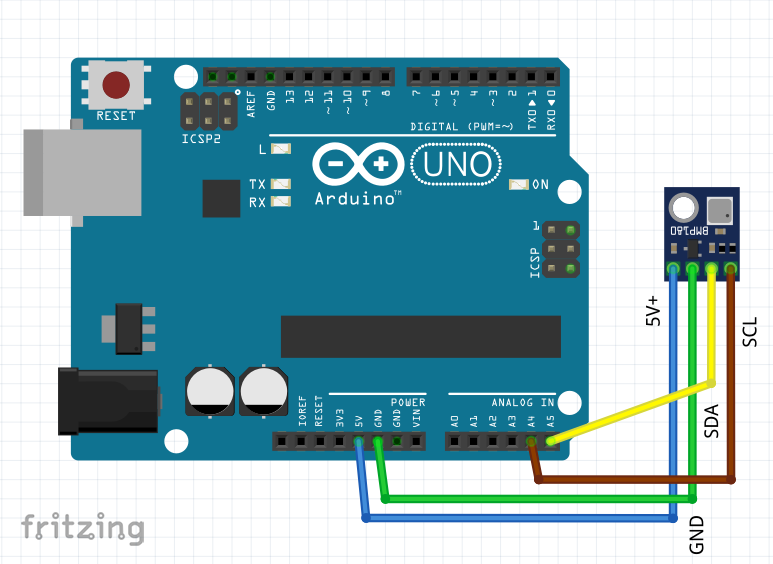 RESET
ICSP2
AREF
GND
13
12
~11
~10
~9
8
7
~6
~5
4
~3
2
TX0▶1
RX0◀0
DIGITAL (PWM=~)
L
TX
RX
Arduino™
UNO
ON
1
ICSP
BMP180
5V+
SCL
SDA
GND
POWER
ANALOG IN
IOREF
RESET
3V3
5V
GND
GND
VIN
A0
A1
A2
A3
A4
A5
fritzing